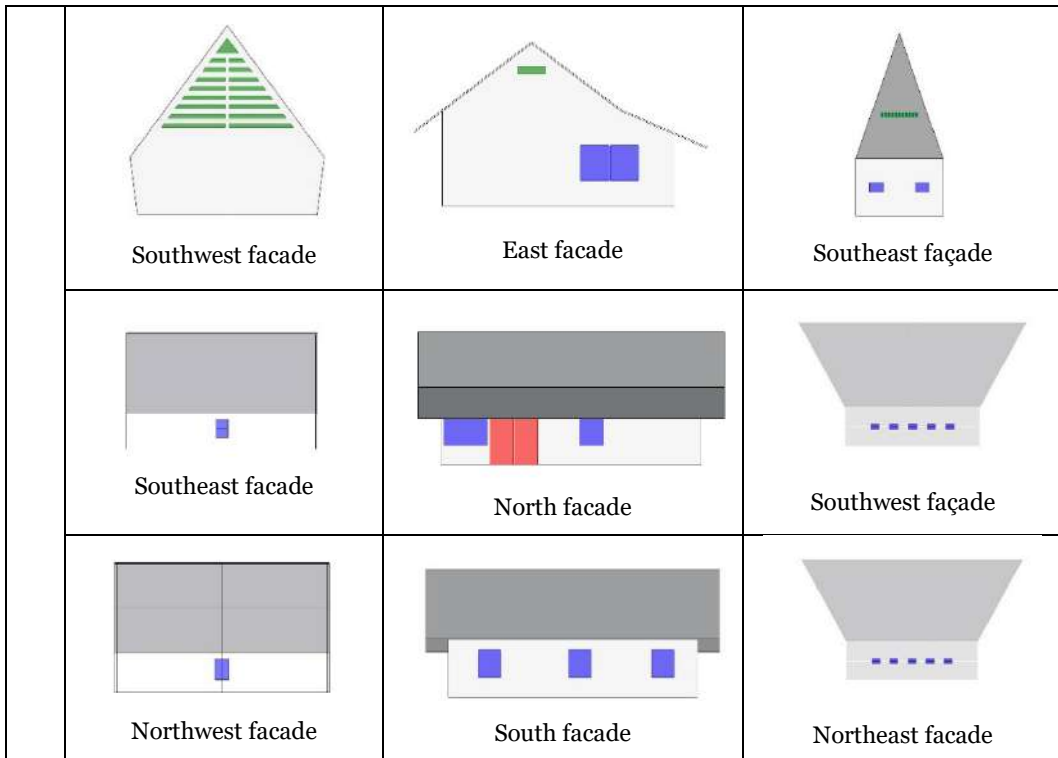 Southwest facade
East facade
Southeast façade
Southeast facade
North facade
Southwest façade
Northwest facade
South facade
Northeast facade